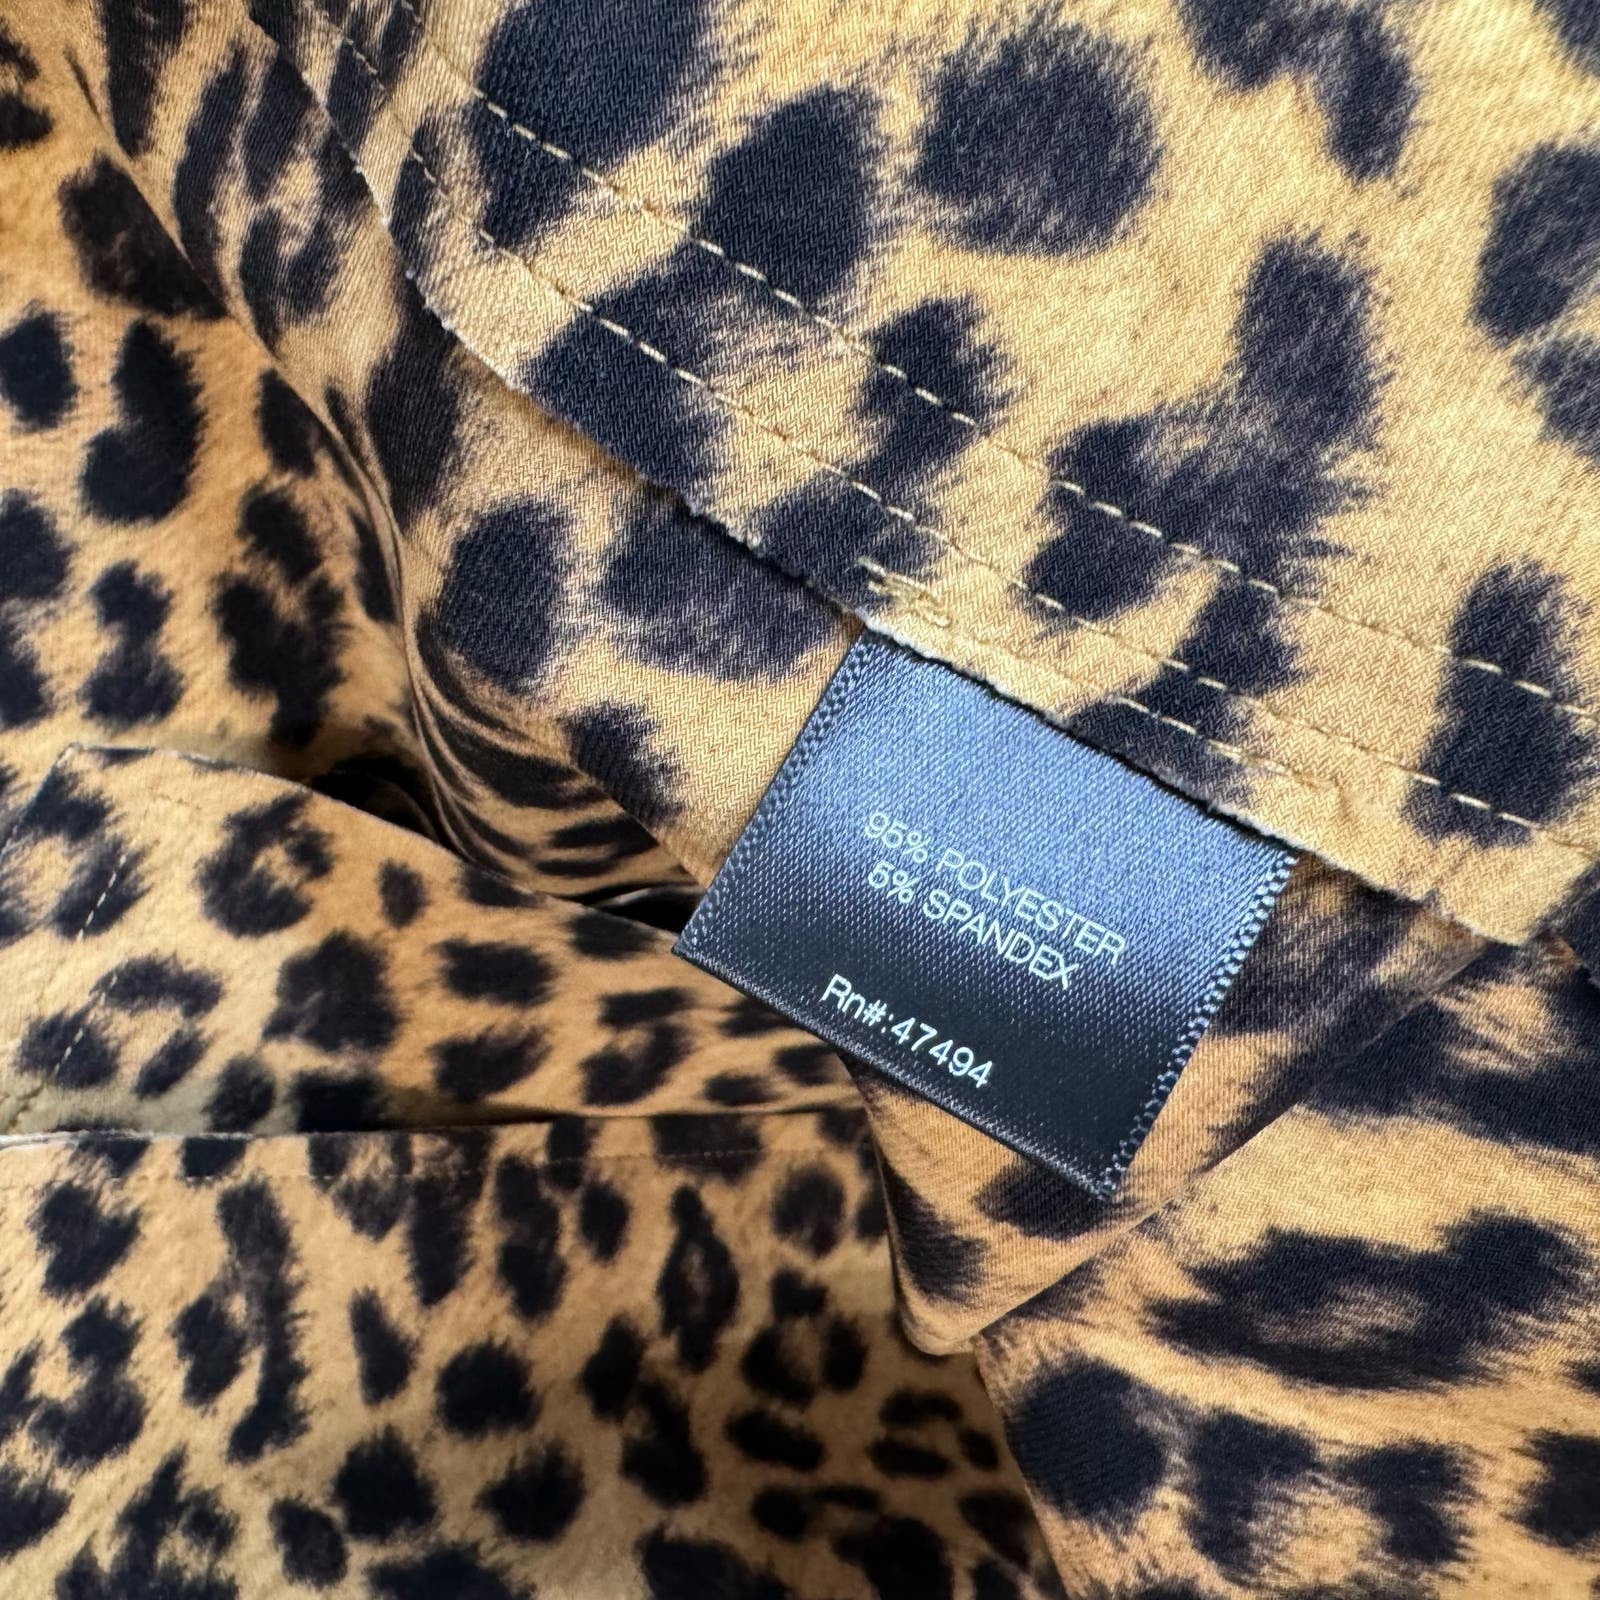 95% POLYESTER
5% SPANDEX
Rn#:47494